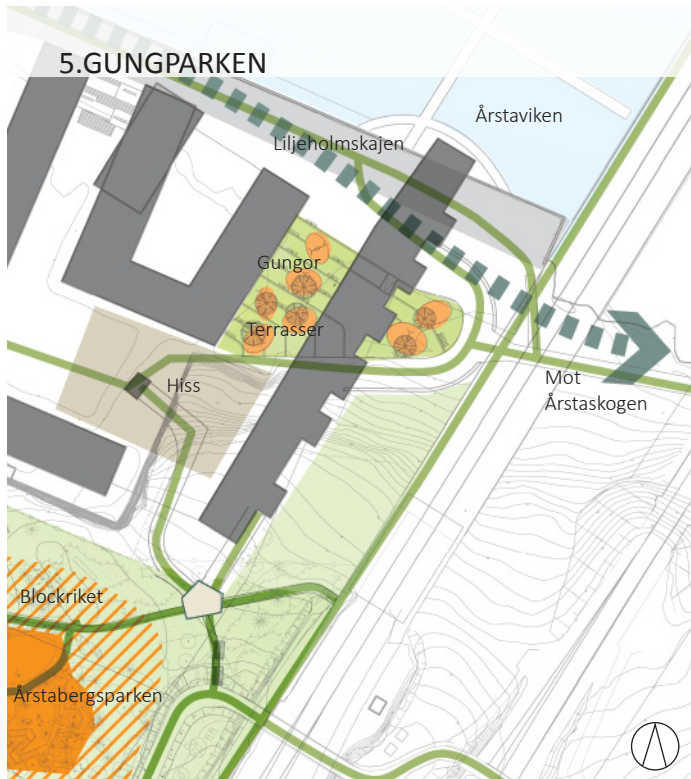 5.GUNGPARKEN
Årstaviken
Liljeholmskajen
Gungor
Terrasser
Hiss
Mot
Årstaskogen
Blockriket
Årstabergsparken